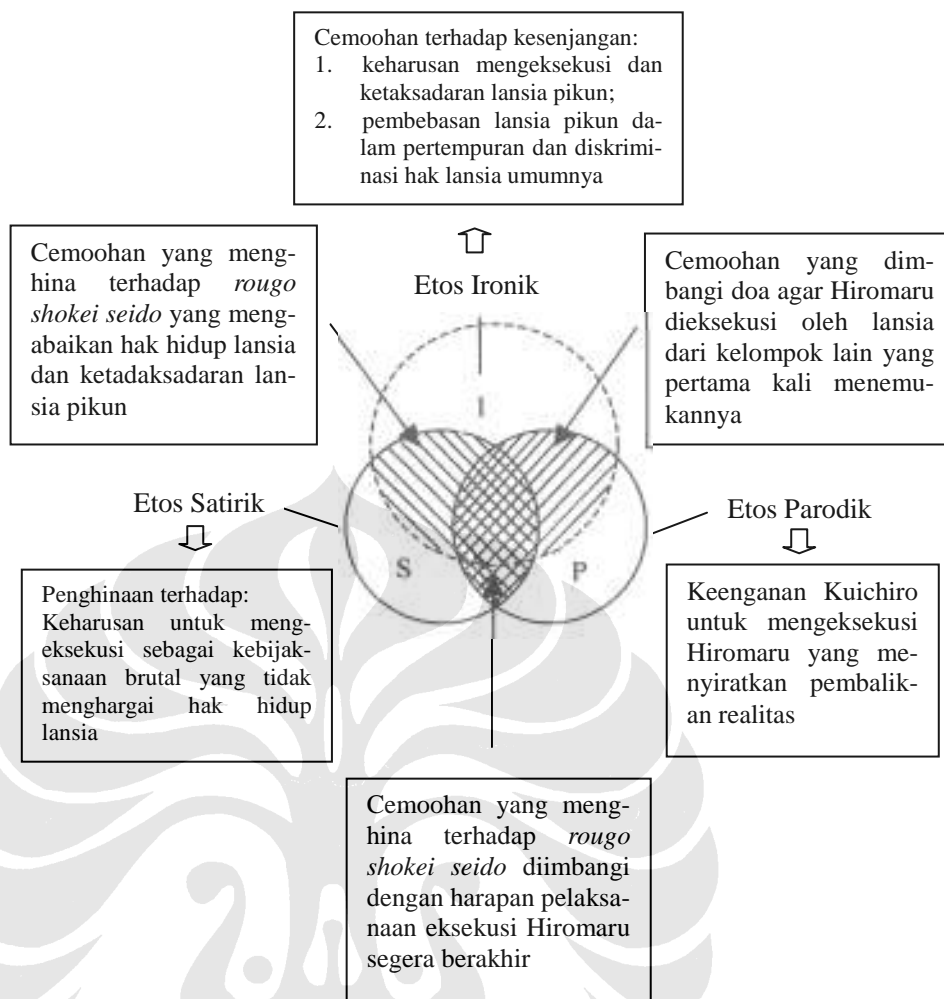 Cemoohan terhadap kesenjangan:
1. keharusan mengeksekusi dan
ketaksadaran lansia pikun;
2. pembebasan lansia pikun da-
lam pertempuran dan diskrimi-
nasi hak lansia umumnya
Cemoohan yang meng-
hina terhadap rougo
shokei seido yang meng-
abaikan hak hidup lansia
dan ketadaksadaran lan-
sia pikun
Etos Ironik
Cemoohan yang dim-
bangi doa agar Hiromaru
dieksekusi oleh lansia
dari kelompok lain yang
pertama kali menemu-
kannya
I
Etos Satirik
Etos Parodik
S
P
Penghinaan terhadap:
Keharusan untuk meng-
eksekusi sebagai kebijak-
sanaan brutal yang tidak
menghargai hak hidup
lansia
Keenganan Kuichiro
untuk mengeksekusi
Hiromaru yang me-
nyiratkan pembalik-
an realitas
Cemoohan yang meng-
hina terhadap rougo
shokei seido diimbangi
dengan harapan pelaksa-
naan eksekusi Hiromaru
segera berakhir